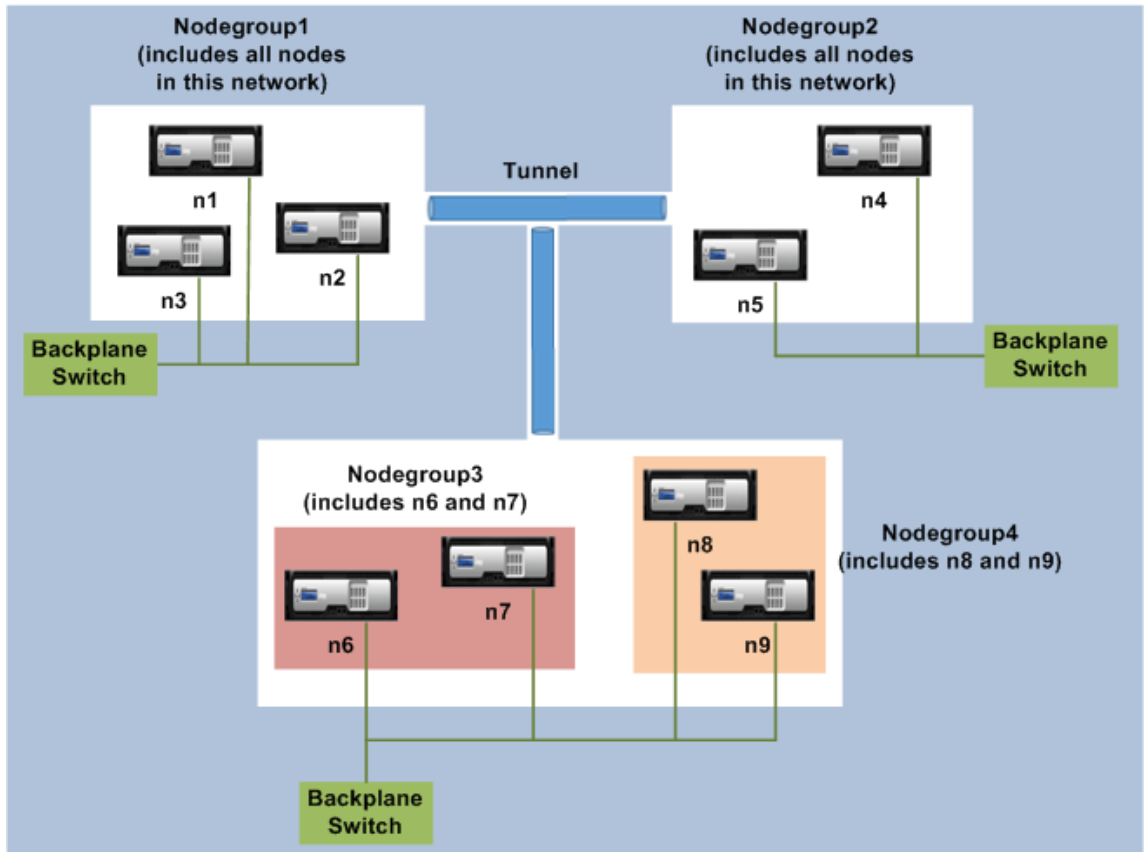 Nodegroup1
(includes all nodes
in this network)
Nodegroup2
(includes all nodes
in this network)
Tunnel
n1
n2
n3
n4
n5
Backplane
Switch
Backplane
Switch
Nodegroup3
(includes n6 and n7)
n6
n7
n8
n9
Nodegroup4
(includes n8 and n9)
Backplane
Switch